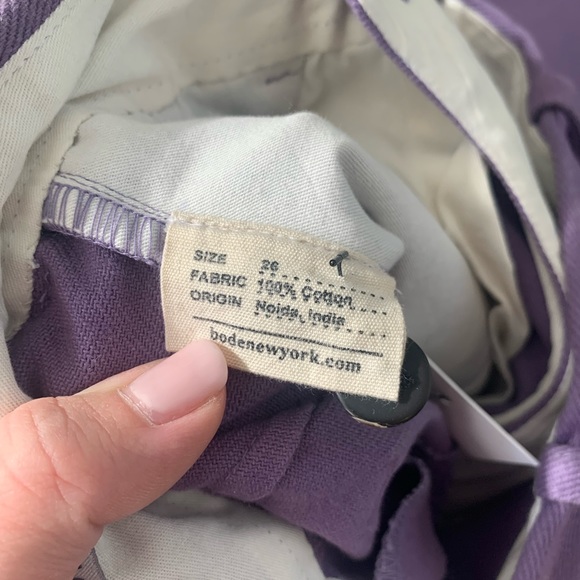 SIZE 26
FABRIC 100% Cotton
ORIGIN Noida, India
bodenewyork.com